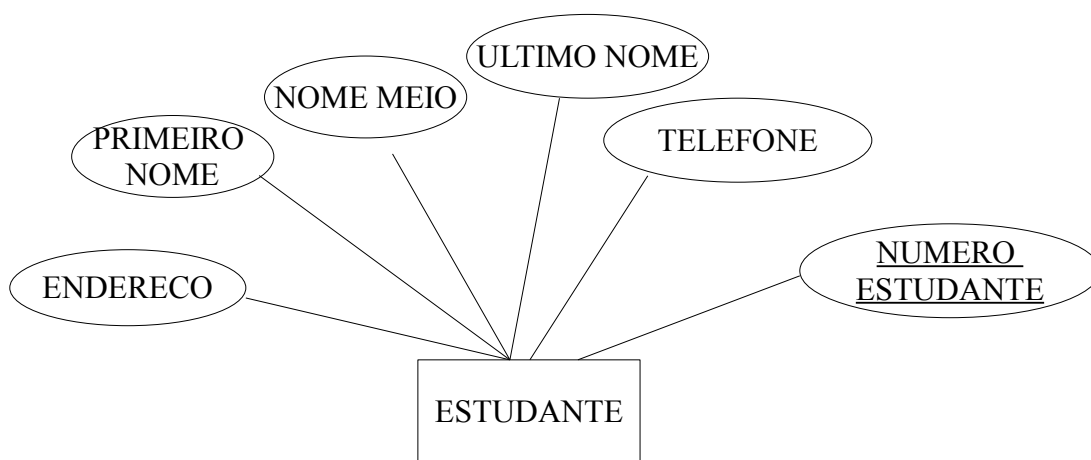 ULTIMO NOME
NOME MEIO
PRIMEIRO
NOME
TELEFONE
NUMERO
ESTUDANTE
ENDERECO
ESTUDANTE